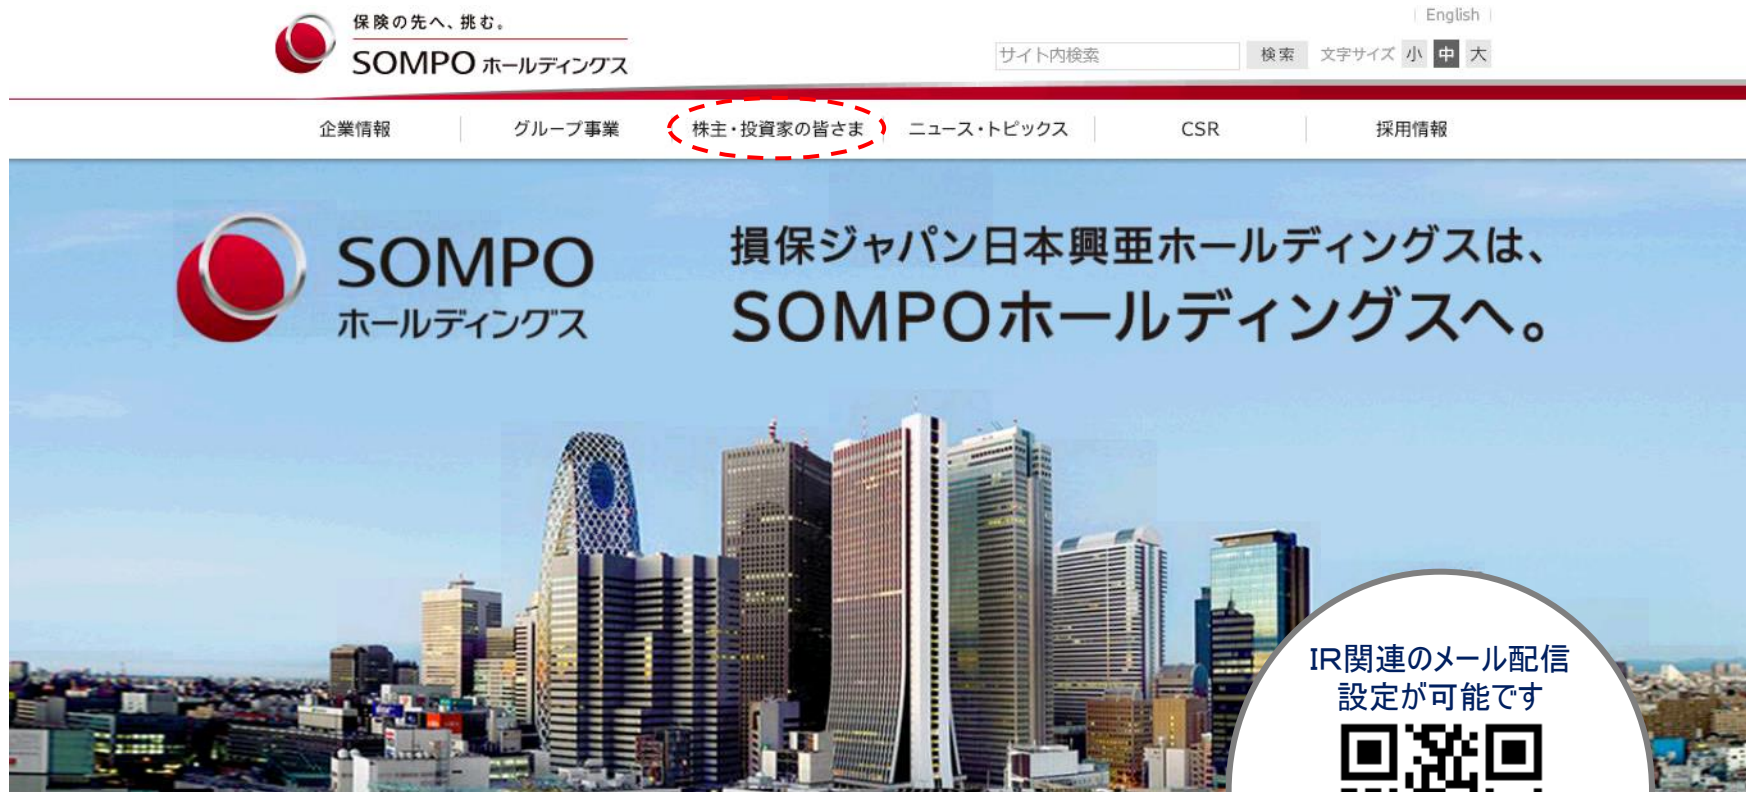 保険の先へ、挑む。
SOMPO ホールディングス
English
サイト内検索
検索
文字サイズ 小 中 大
企業情報
グループ事業
株主・投資家の皆さま
ニュース・トピックス
CSR
採用情報
SOMPO
ホールディングス
損保ジャパン日本興亜ホールディングスは、
SOMPOホールディングスへ。
IR関連のメール配信
設定が可能です